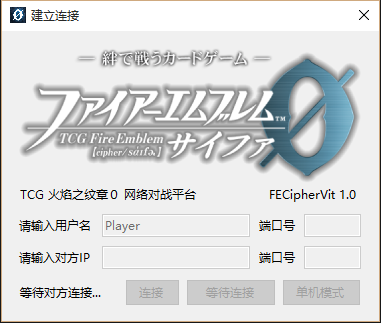 建立连接
― 絆で戦うカードゲーム ―
ファイアーエムブレム™
TCG Fire Emblem
[cipher/sáifə] サイファ
0
TCG 火焰之纹章0 网络对战平台 FECipherVit 1.0
请输入用户名 Player 端口号
请输入对方IP 端口号
等待对方连接... 连接 等待连接 单机模式